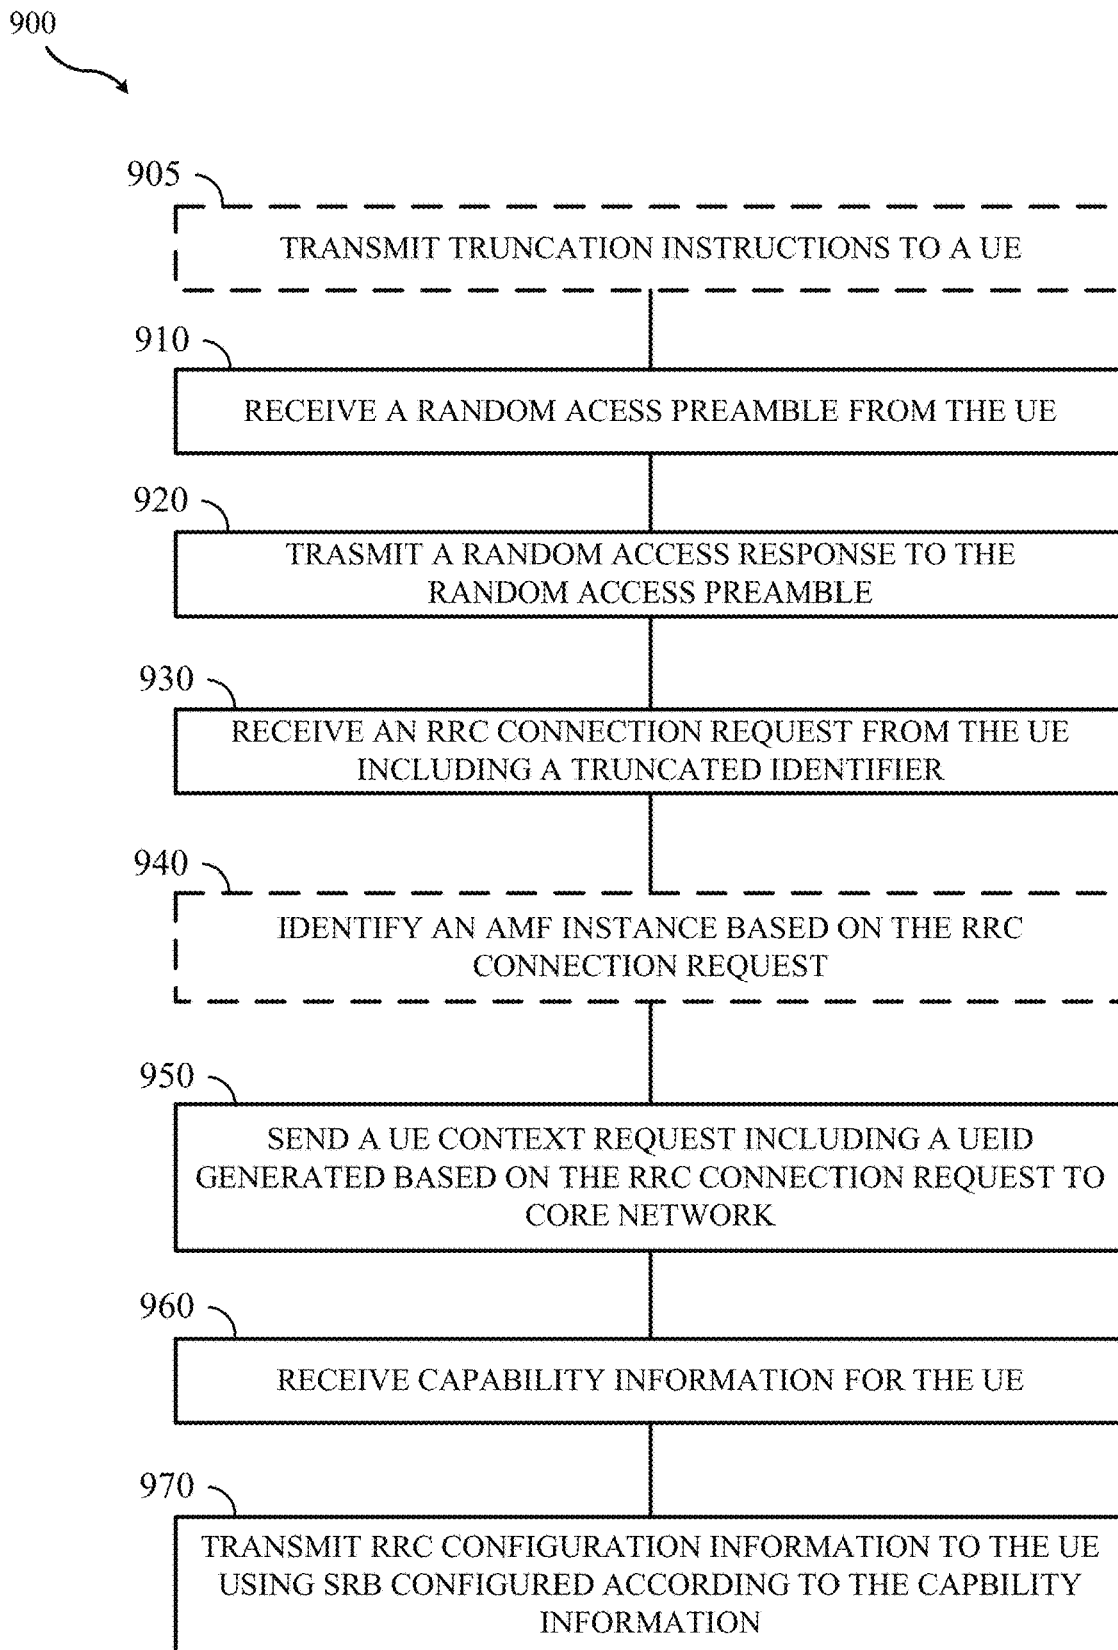 900
905
TRANSMIT TRUNCATION INSTRUCTIONS TO A UE
910
RECEIVE A RANDOM ACESS PREAMBLE FROM THE UE
920
TRASMIT A RANDOM ACCESS RESPONSE TO THE
RANDOM ACCESS PREAMBLE
930
RECEIVE AN RRC CONNECTION REQUEST FROM THE UE
INCLUDING A TRUNCATED IDENTIFIER
940
IDENTIFY AN AMF INSTANCE BASED ON THE RRC
CONNECTION REQUEST
950
SEND A UE CONTEXT REQUEST INCLUDING A UEID
GENERATED BASED ON THE RRC CONNECTION REQUEST TO
CORE NETWORK
960
RECEIVE CAPABILITY INFORMATION FOR THE UE
970
TRANSMIT RRC CONFIGURATION INFORMATION TO THE UE
USING SRB CONFIGURED ACCORDING TO THE CAPBILITY
INFORMATION